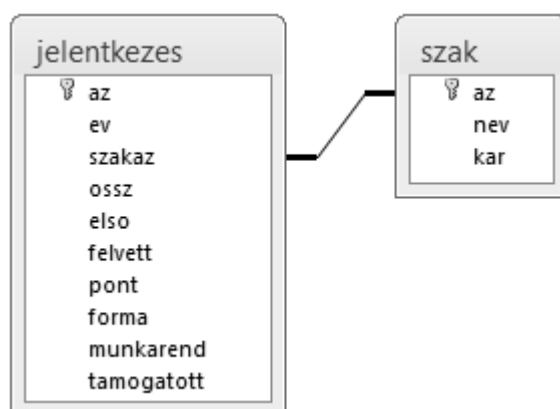 jelentkezes
az
ev
szakaz
ossz
elso
felvett
pont
forma
munkarend
tamogatott
szak
az
nev
kar